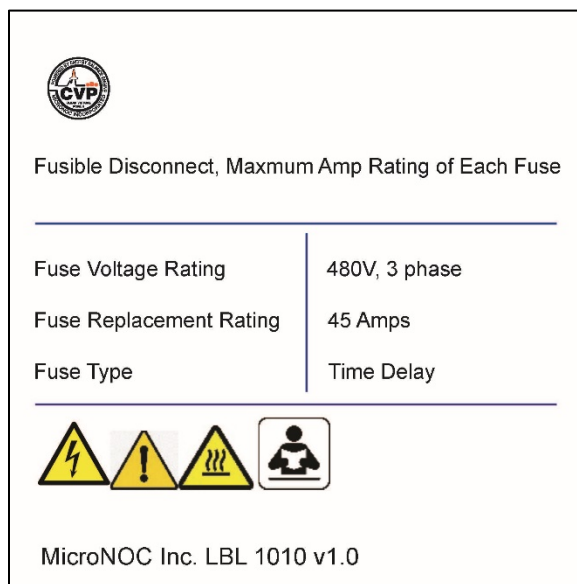 CVP
Fusible Disconnect, Maxmum Amp Rating of Each Fuse
Fuse Voltage Rating 480V, 3 phase
Fuse Replacement Rating 45 Amps
Fuse Type Time Delay
MicroNOC Inc. LBL 1010 v1.0